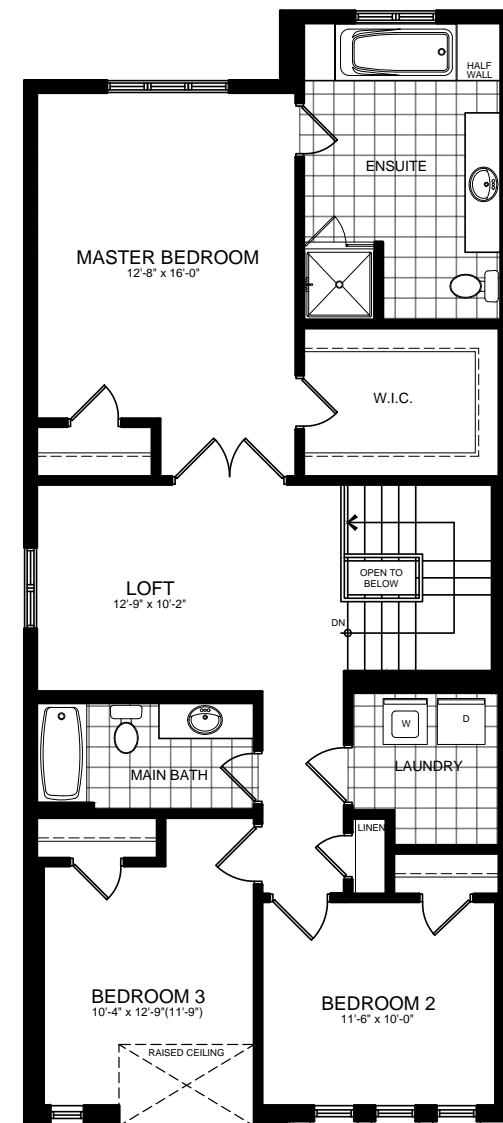 HALF
WALL
ENSUITE
MASTER BEDROOM
12'-8" x 16'-0"
W.I.C.
OPEN TO
BELOW
LOFT
12'-9" x 10'-2"
DN
W
D
MAIN BATH
LAUNDRY
LINEN
BEDROOM 3
10'-4" x 12'-9"(11'-9")
BEDROOM 2
11'-6" x 10'-0"
RAISED CEILING